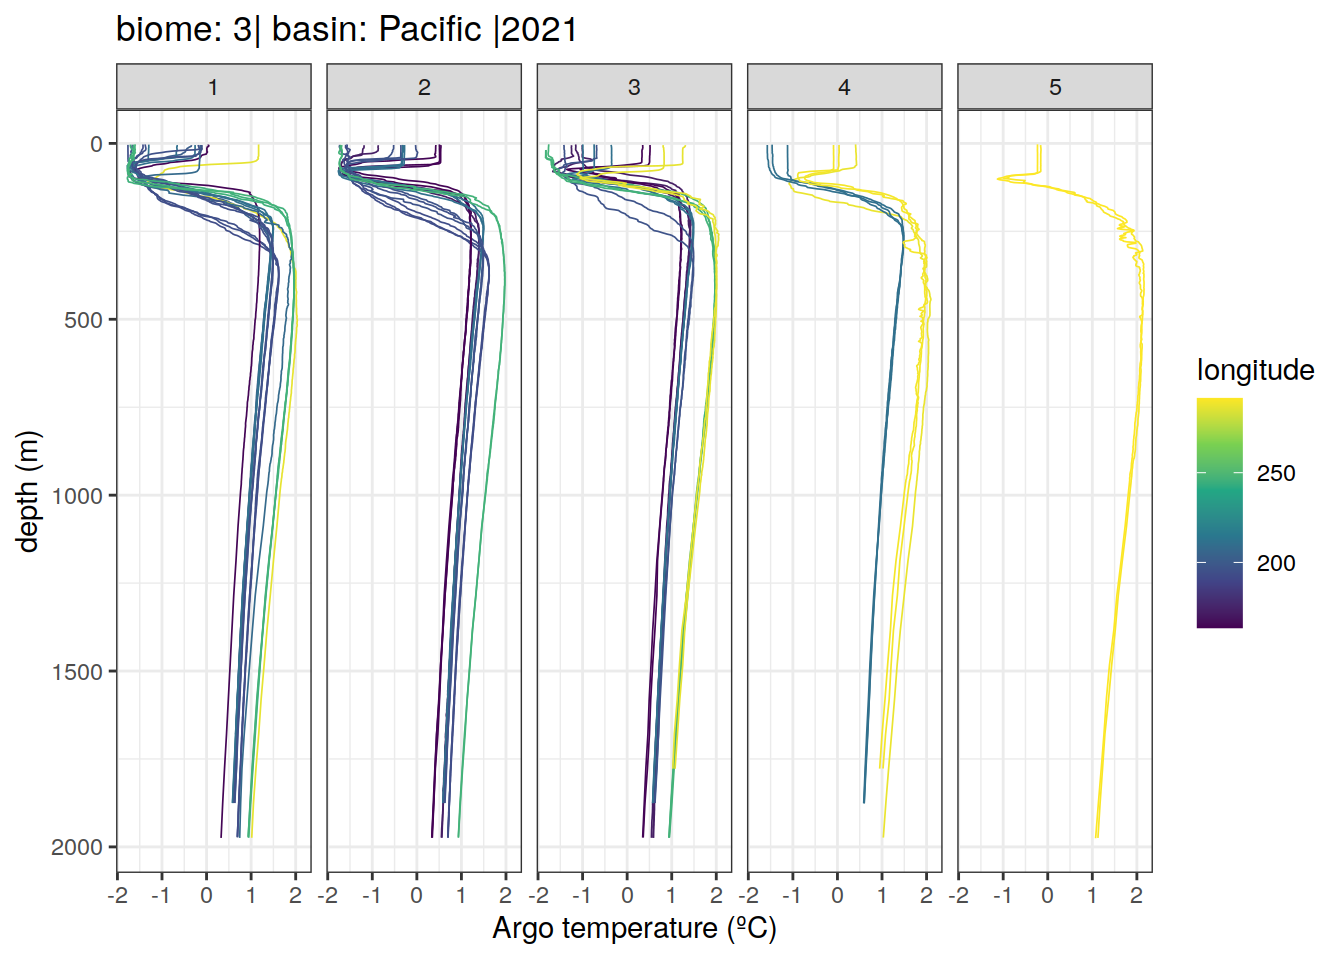 biome: 3| basin: Pacific |2021
1 2 3 4 5
0
500
1000
1500
2000
depth (m)
-2 -1 0 1 2 -2 -1 0 1 2 -2 -1 0 1 2 -2 -1 0 1 2 -2 -1 0 1 2
Argo temperature (ºC)
longitude
250
200